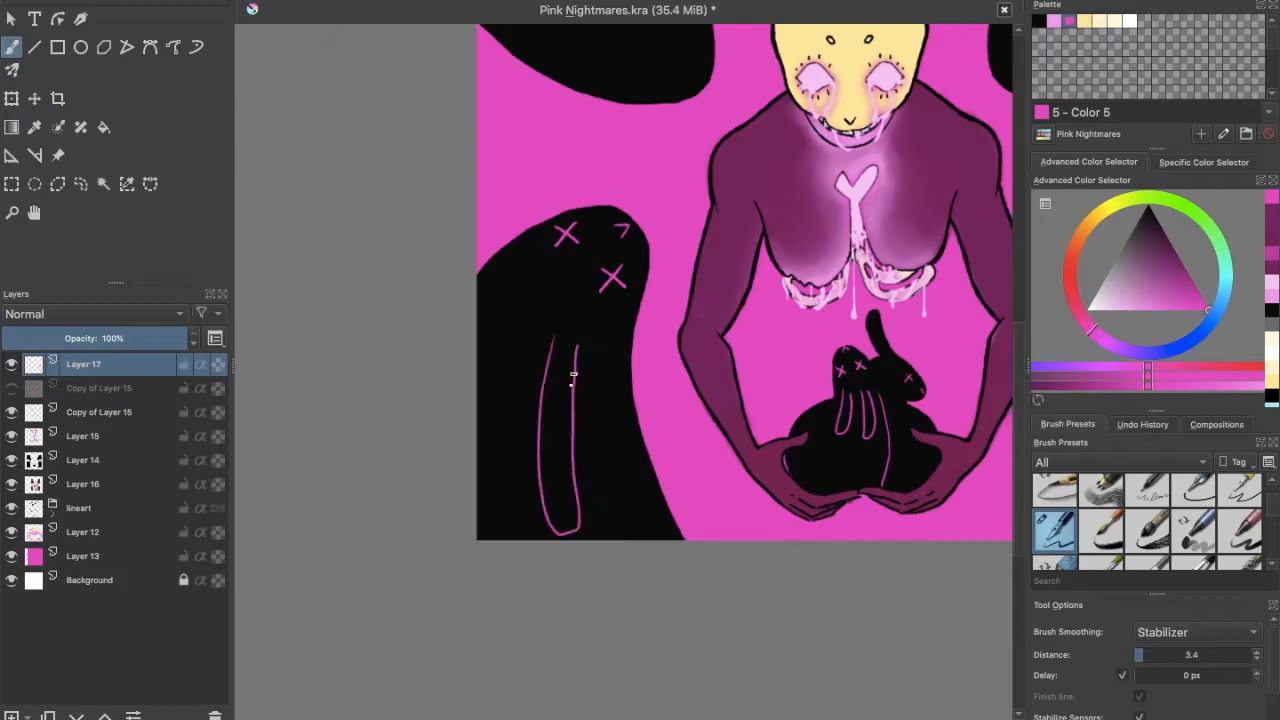 Pink Nightmares.kra (35.4 MiB) *
Palette
5 - Color 5
Pink Nightmares
Advanced Color Selector
Specific Color Selector
Advanced Color Selector
Layers
Normal
Opacity: 100%
Layer 17
Copy of Layer 15
Copy of Layer 15
Layer 15
Layer 14
Layer 16
lineart
Layer 12
Layer 13
Background
Brush Presets
Undo History
Compositions
Brush Presets
All
Tag
Search
Tool Options
Brush Smoothing:
Stabilizer
Distance:
3.4
Delay:
0 px
Finish line:
Stabilize Sensors